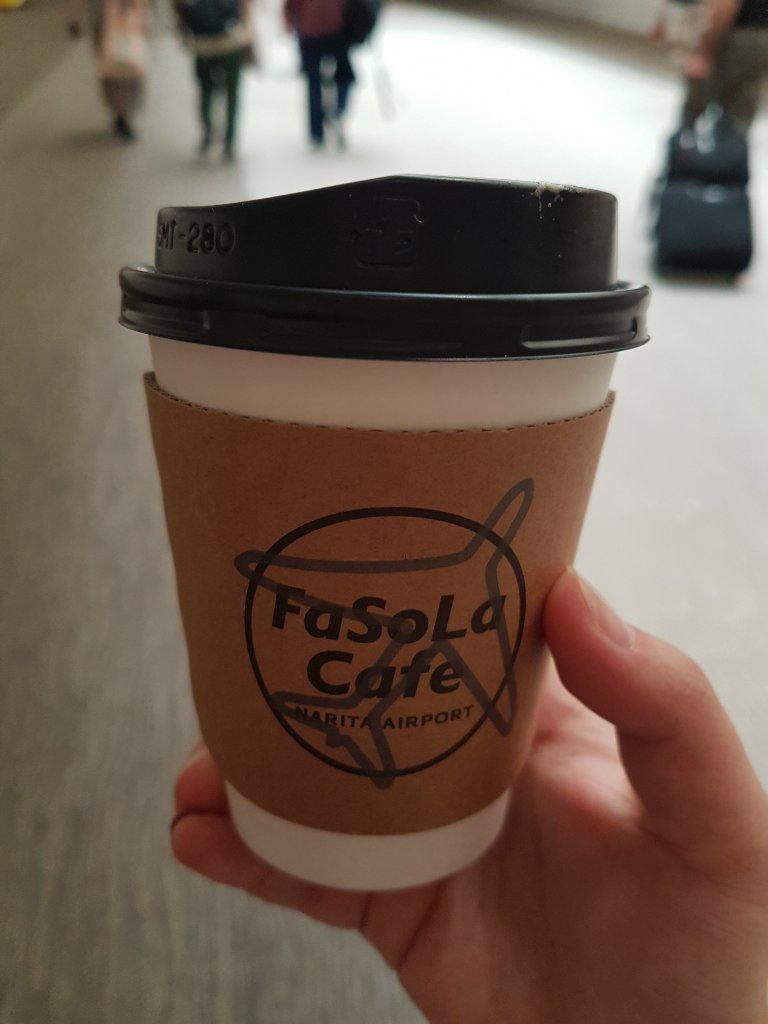 SMT-280
FaSoLa
Cafe
NARITA AIRPORT